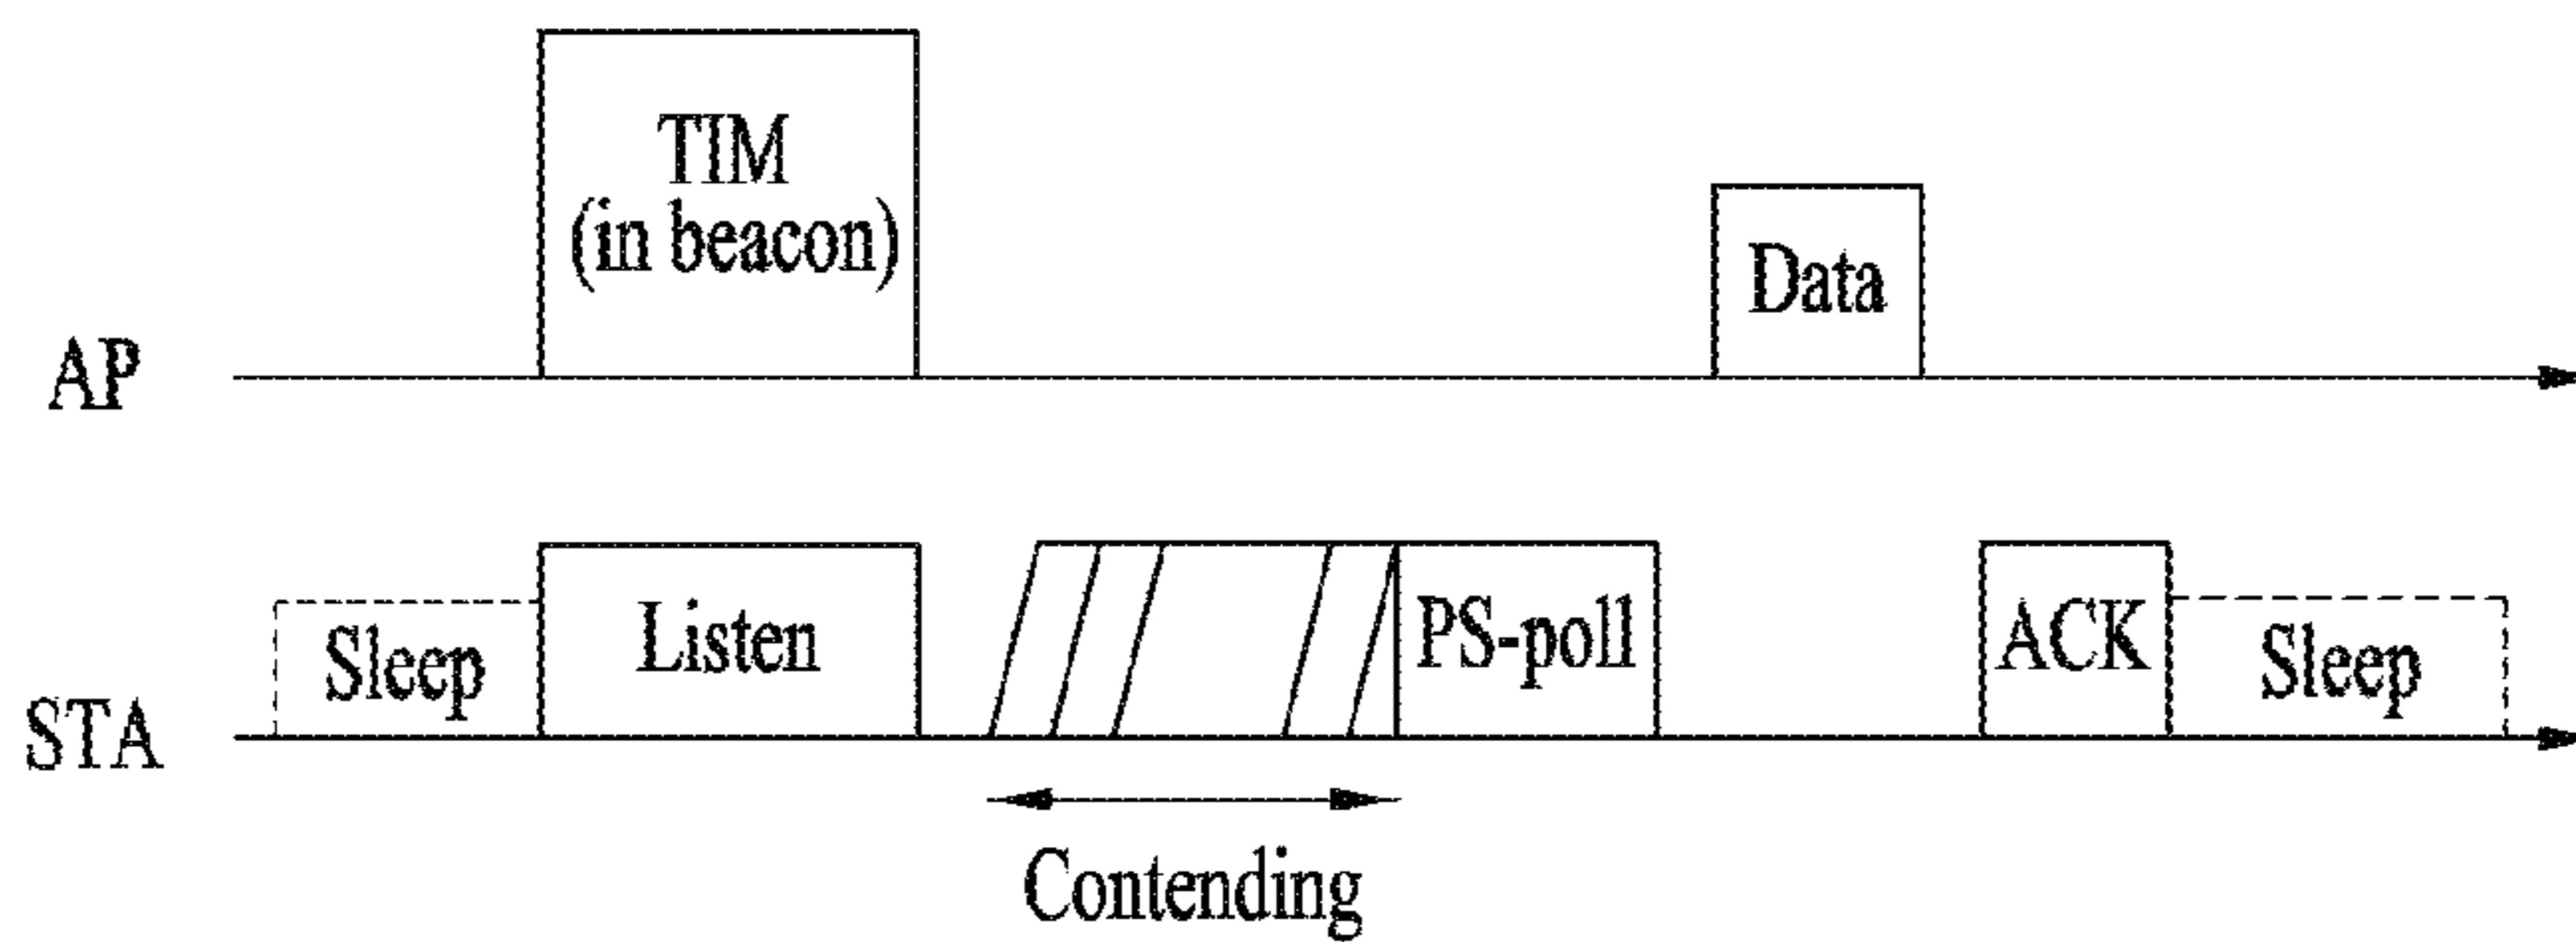 TIM
(in beacon)
Data
AP
Sleep
Listen
PS-poll
ACK
Sleep
STA
Contending